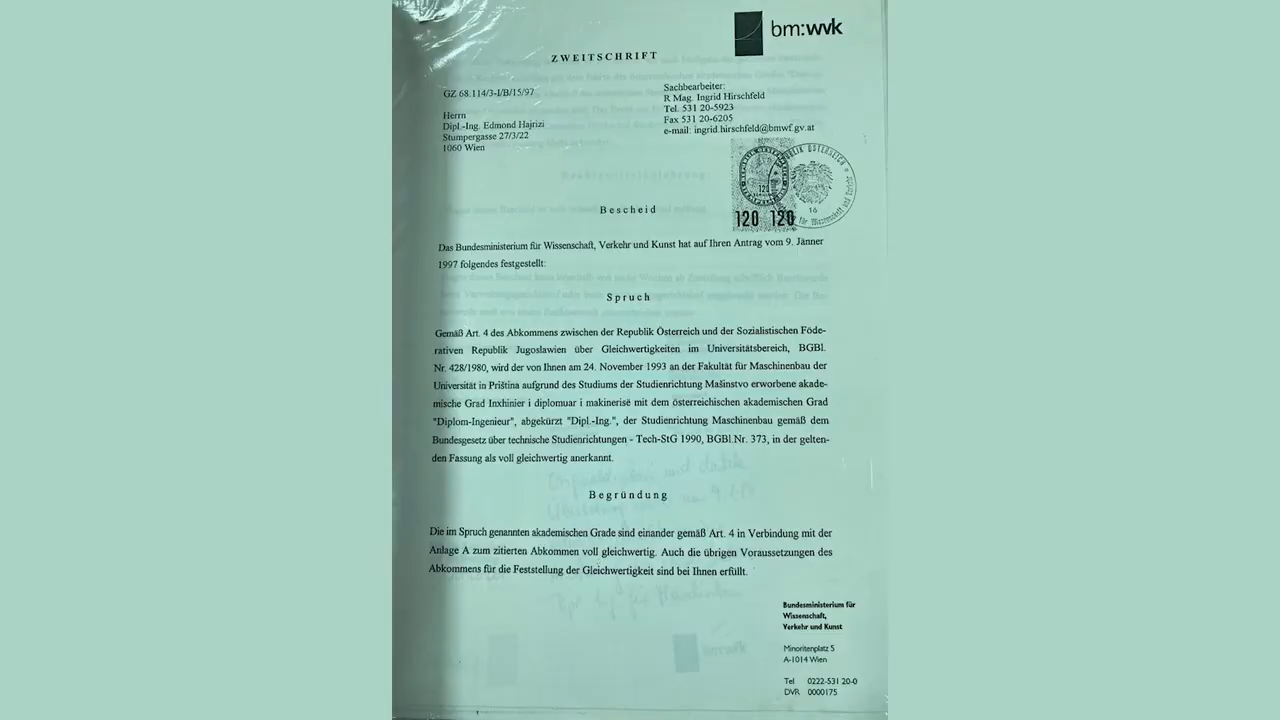 bm:wvk
ZWEITSCHRIFT
GZ 68.114/3-I/B/15/97
Herrn
Dipl.-Ing. Edmond Hajrizi
Stumpergasse 27/3/22
1060 Wien
Sachbearbeiter:
R Mag. Ingrid Hirschfeld
Tel. 531 20-5923
Fax 531 20-6205
e-mail: ingrid.hirschfeld@bmwf.gv.at
REPUBLIK ÖSTERREICH
120
120 120
16
für Wissenschaft
Bescheid
Das Bundesministerium für Wissenschaft, Verkehr und Kunst hat auf Ihren Antrag vom 9. Jänner
1997 folgendes festgestellt:
Spruch
Gemäß Art. 4 des Abkommens zwischen der Republik Österreich und der Sozialistischen Föde-
rativen Republik Jugoslawien über Gleichwertigkeiten im Universitätsbereich, BGBl.
Nr. 428/1980, wird der von Ihnen am 24. November 1993 an der Fakultät für Maschinenbau der
Universität in Priština aufgrund des Studiums der Studienrichtung Mašinstvo erworbene akade-
mische Grad Inxhinier i diplomuar i makinerisë mit dem österreichischen akademischen Grad
"Diplom-Ingenieur", abgekürzt "Dipl.-Ing.", der Studienrichtung Maschinenbau gemäß dem
Bundesgesetz über technische Studienrichtungen - Tech-StG 1990, BGBl.Nr. 373, in der gelten-
den Fassung als voll gleichwertig anerkannt.
Begründung
Die im Spruch genannten akademischen Grade sind einander gemäß Art. 4 in Verbindung mit der
Anlage A zum zitierten Abkommen voll gleichwertig. Auch die übrigen Voraussetzungen des
Abkommens für die Feststellung der Gleichwertigkeit sind bei Ihnen erfüllt.
Bundesministerium für
Wissenschaft,
Verkehr und Kunst
Minoritenplatz 5
A-1014 Wien
Tel 0222-531 20-0
DVR 0000175